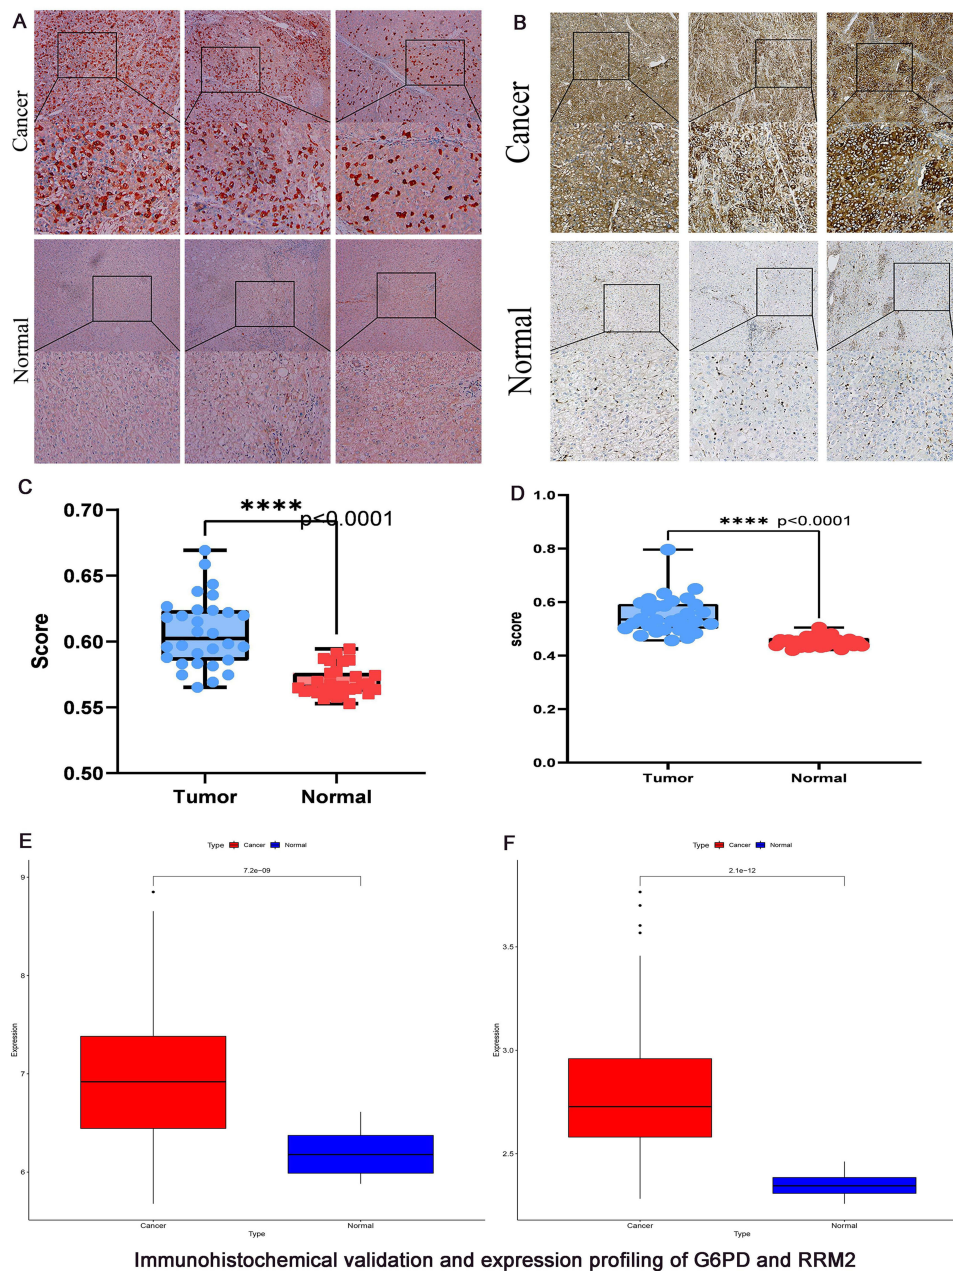 A
B
Cancer
Cancer
Normal
Normal
C
D
0.70
0.65
0.60
0.55
0.50
Score
**** p<0.0001
Tumor
Normal
1.0
0.8
0.6
0.4
0.2
0.0
score
**** p<0.0001
Tumor
Normal
E
Type Cancer Normal
7.2e−09
9
8
7
6
Expression
Cancer
Normal
Type
F
Type Cancer Normal
2.1e−12
3.5
3.0
2.5
Expression
Cancer
Normal
Type
Immunohistochemical validation and expression profiling of G6PD and RRM2